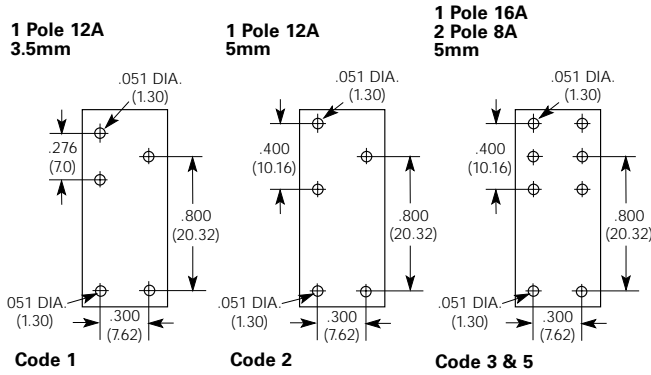 1 Pole 12A
3.5mm
.051 DIA.
(1.30)
.276
(7.0)
.800
(20.32)
051 DIA.
(1.30)
.300
(7.62)
Code 1
1 Pole 12A
5mm
.051 DIA.
(1.30)
.400
(10.16)
.800
(20.32)
.051 DIA.
(1.30)
.300
(7.62)
Code 2
1 Pole 16A
2 Pole 8A
5mm
.051 DIA.
(1.30)
.400
(10.16)
.800
(20.32)
.051 DIA.
(1.30)
.300
(7.62)
Code 3 & 5